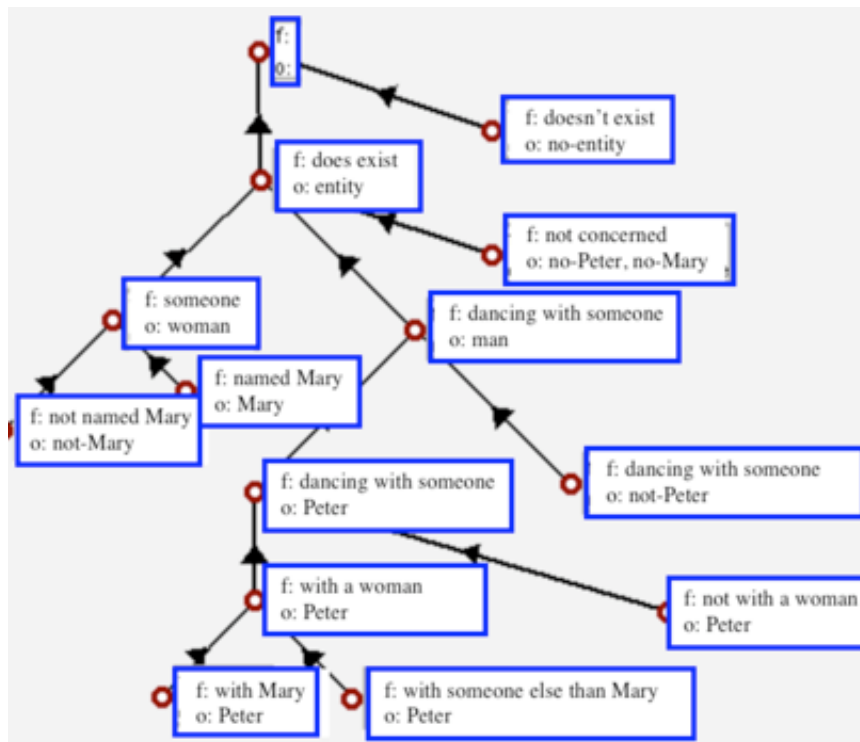 f:
o:
f: doesn't exist
o: no-entity
f: does exist
o: entity
f: not concerned
o: no-Peter, no-Mary
f: someone
o: woman
f: dancing with someone
o: man
f: named Mary
o: Mary
f: not named Mary
o: not-Mary
f: dancing with someone
o: Peter
f: dancing with someone
o: not-Peter
f: with a woman
o: Peter
f: not with a woman
o: Peter
f: with Mary
o: Peter
f: with someone else than Mary
o: Peter